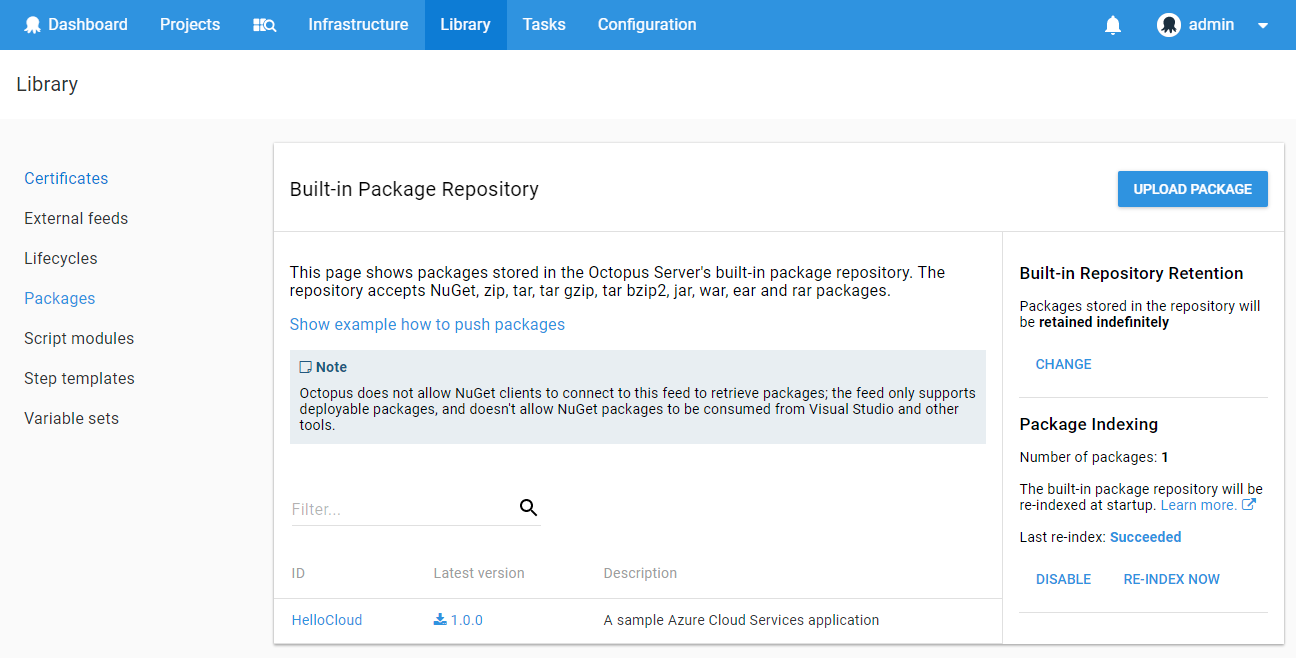 Dashboard Projects Infrastructure Library Tasks Configuration admin
Library
Certificates
External feeds
Lifecycles
Packages
Script modules
Step templates
Variable sets
Built-in Package Repository
UPLOAD PACKAGE
This page shows packages stored in the Octopus Server's built-in package repository. The
repository accepts NuGet, zip, tar, tar gzip, tar bzip2, jar, war, ear and rar packages.
Show example how to push packages
Note
Octopus does not allow NuGet clients to connect to this feed to retrieve packages; the feed only supports
deployable packages, and doesn't allow NuGet packages to be consumed from Visual Studio and other
tools.
Filter...
ID Latest version Description
HelloCloud 1.0.0 A sample Azure Cloud Services application
Built-in Repository Retention
Packages stored in the repository will
be retained indefinitely
CHANGE
Package Indexing
Number of packages: 1
The built-in package repository will be
re-indexed at startup. Learn more.
Last re-index: Succeeded
DISABLE RE-INDEX NOW